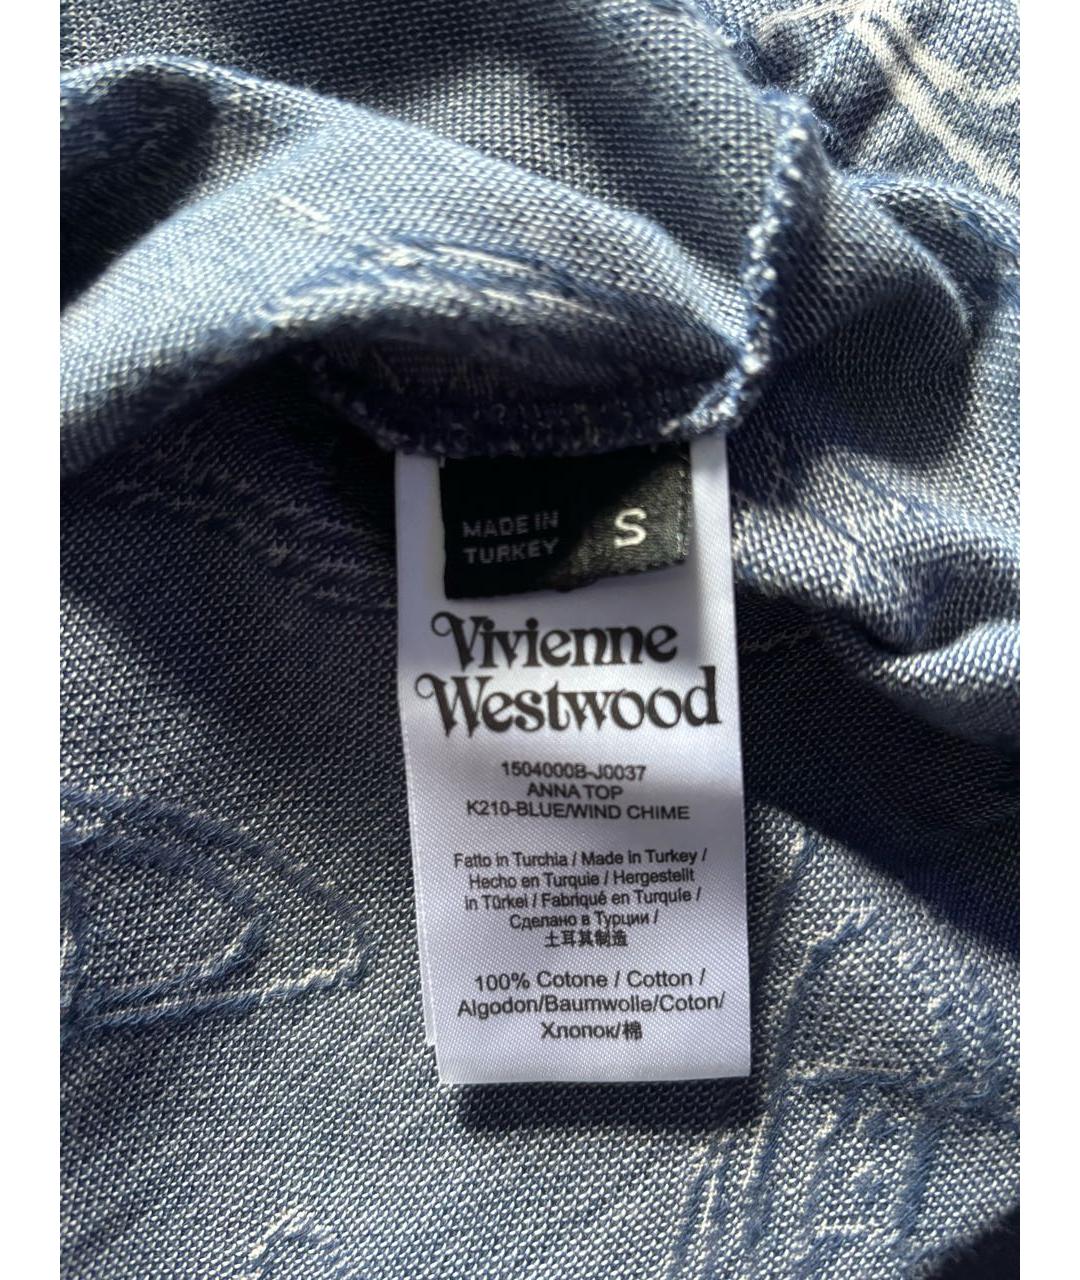 MADE IN
TURKEY
S
Vivienne
Westwood
1504000B-J0037
ANNA TOP
K210-BLUE/WIND CHIME
Fatto in Turchia / Made in Turkey /
Hecho en Turquie / Hergestellt
in Türkei / Fabriqué en Turquie /
Сделано в Турции /
土耳其制造
100% Cotone / Cotton /
Algodon/Baumwolle/Coton/
Хлопок/棉